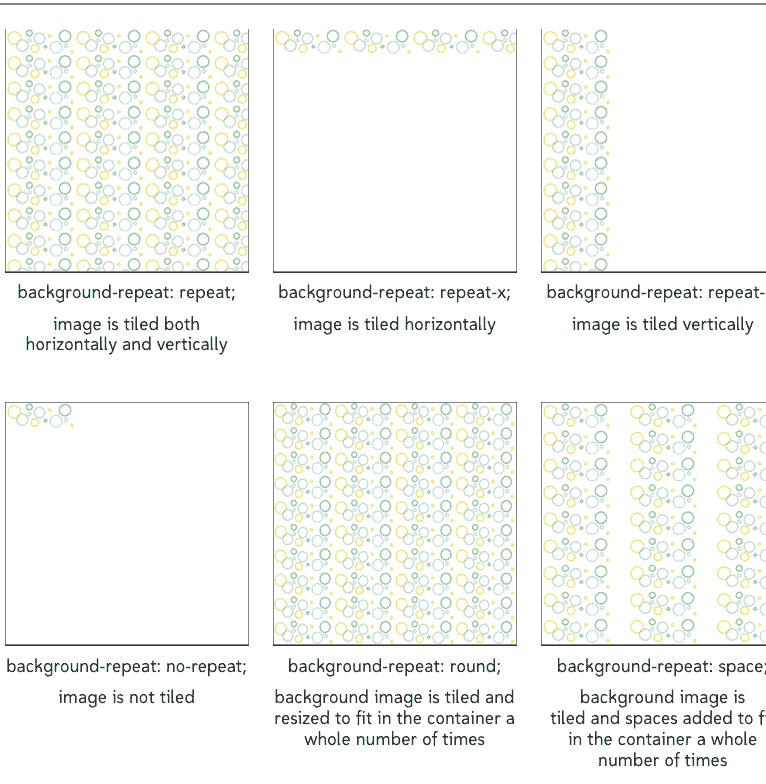 background-repeat: repeat;
image is tiled both
horizontally and vertically
background-repeat: repeat-x;
image is tiled horizontally
background-repeat: repeat-
image is tiled vertically
background-repeat: no-repeat;
image is not tiled
background-repeat: round;
background image is tiled and
resized to fit in the container a
whole number of times
background-repeat: space;
background image is
tiled and spaces added to
in the container a whole
number of times